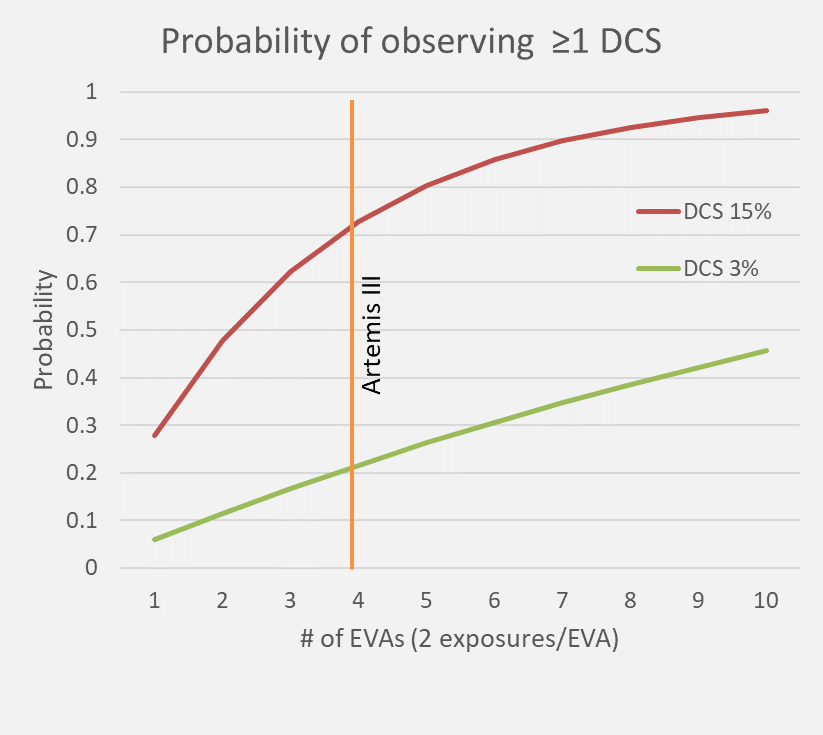 Probability of observing ≥1 DCS
1
0.9
0.8
0.7
0.6
0.5
0.4
0.3
0.2
0.1
0
Probability
DCS 15%
DCS 3%
Artemis III
1 2 3 4 5 6 7 8 9 10
# of EVAs (2 exposures/EVA)